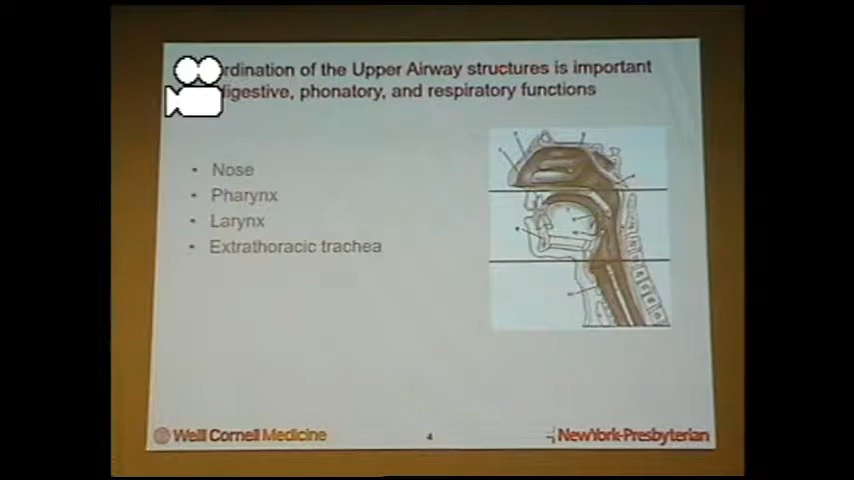 rdination of the Upper Airway structures is important
digestive, phonatory, and respiratory functions
• Nose
• Pharynx
• Larynx
• Extrathoracic trachea
Weill Cornell Medicine
4
NewYork-Presbyterian